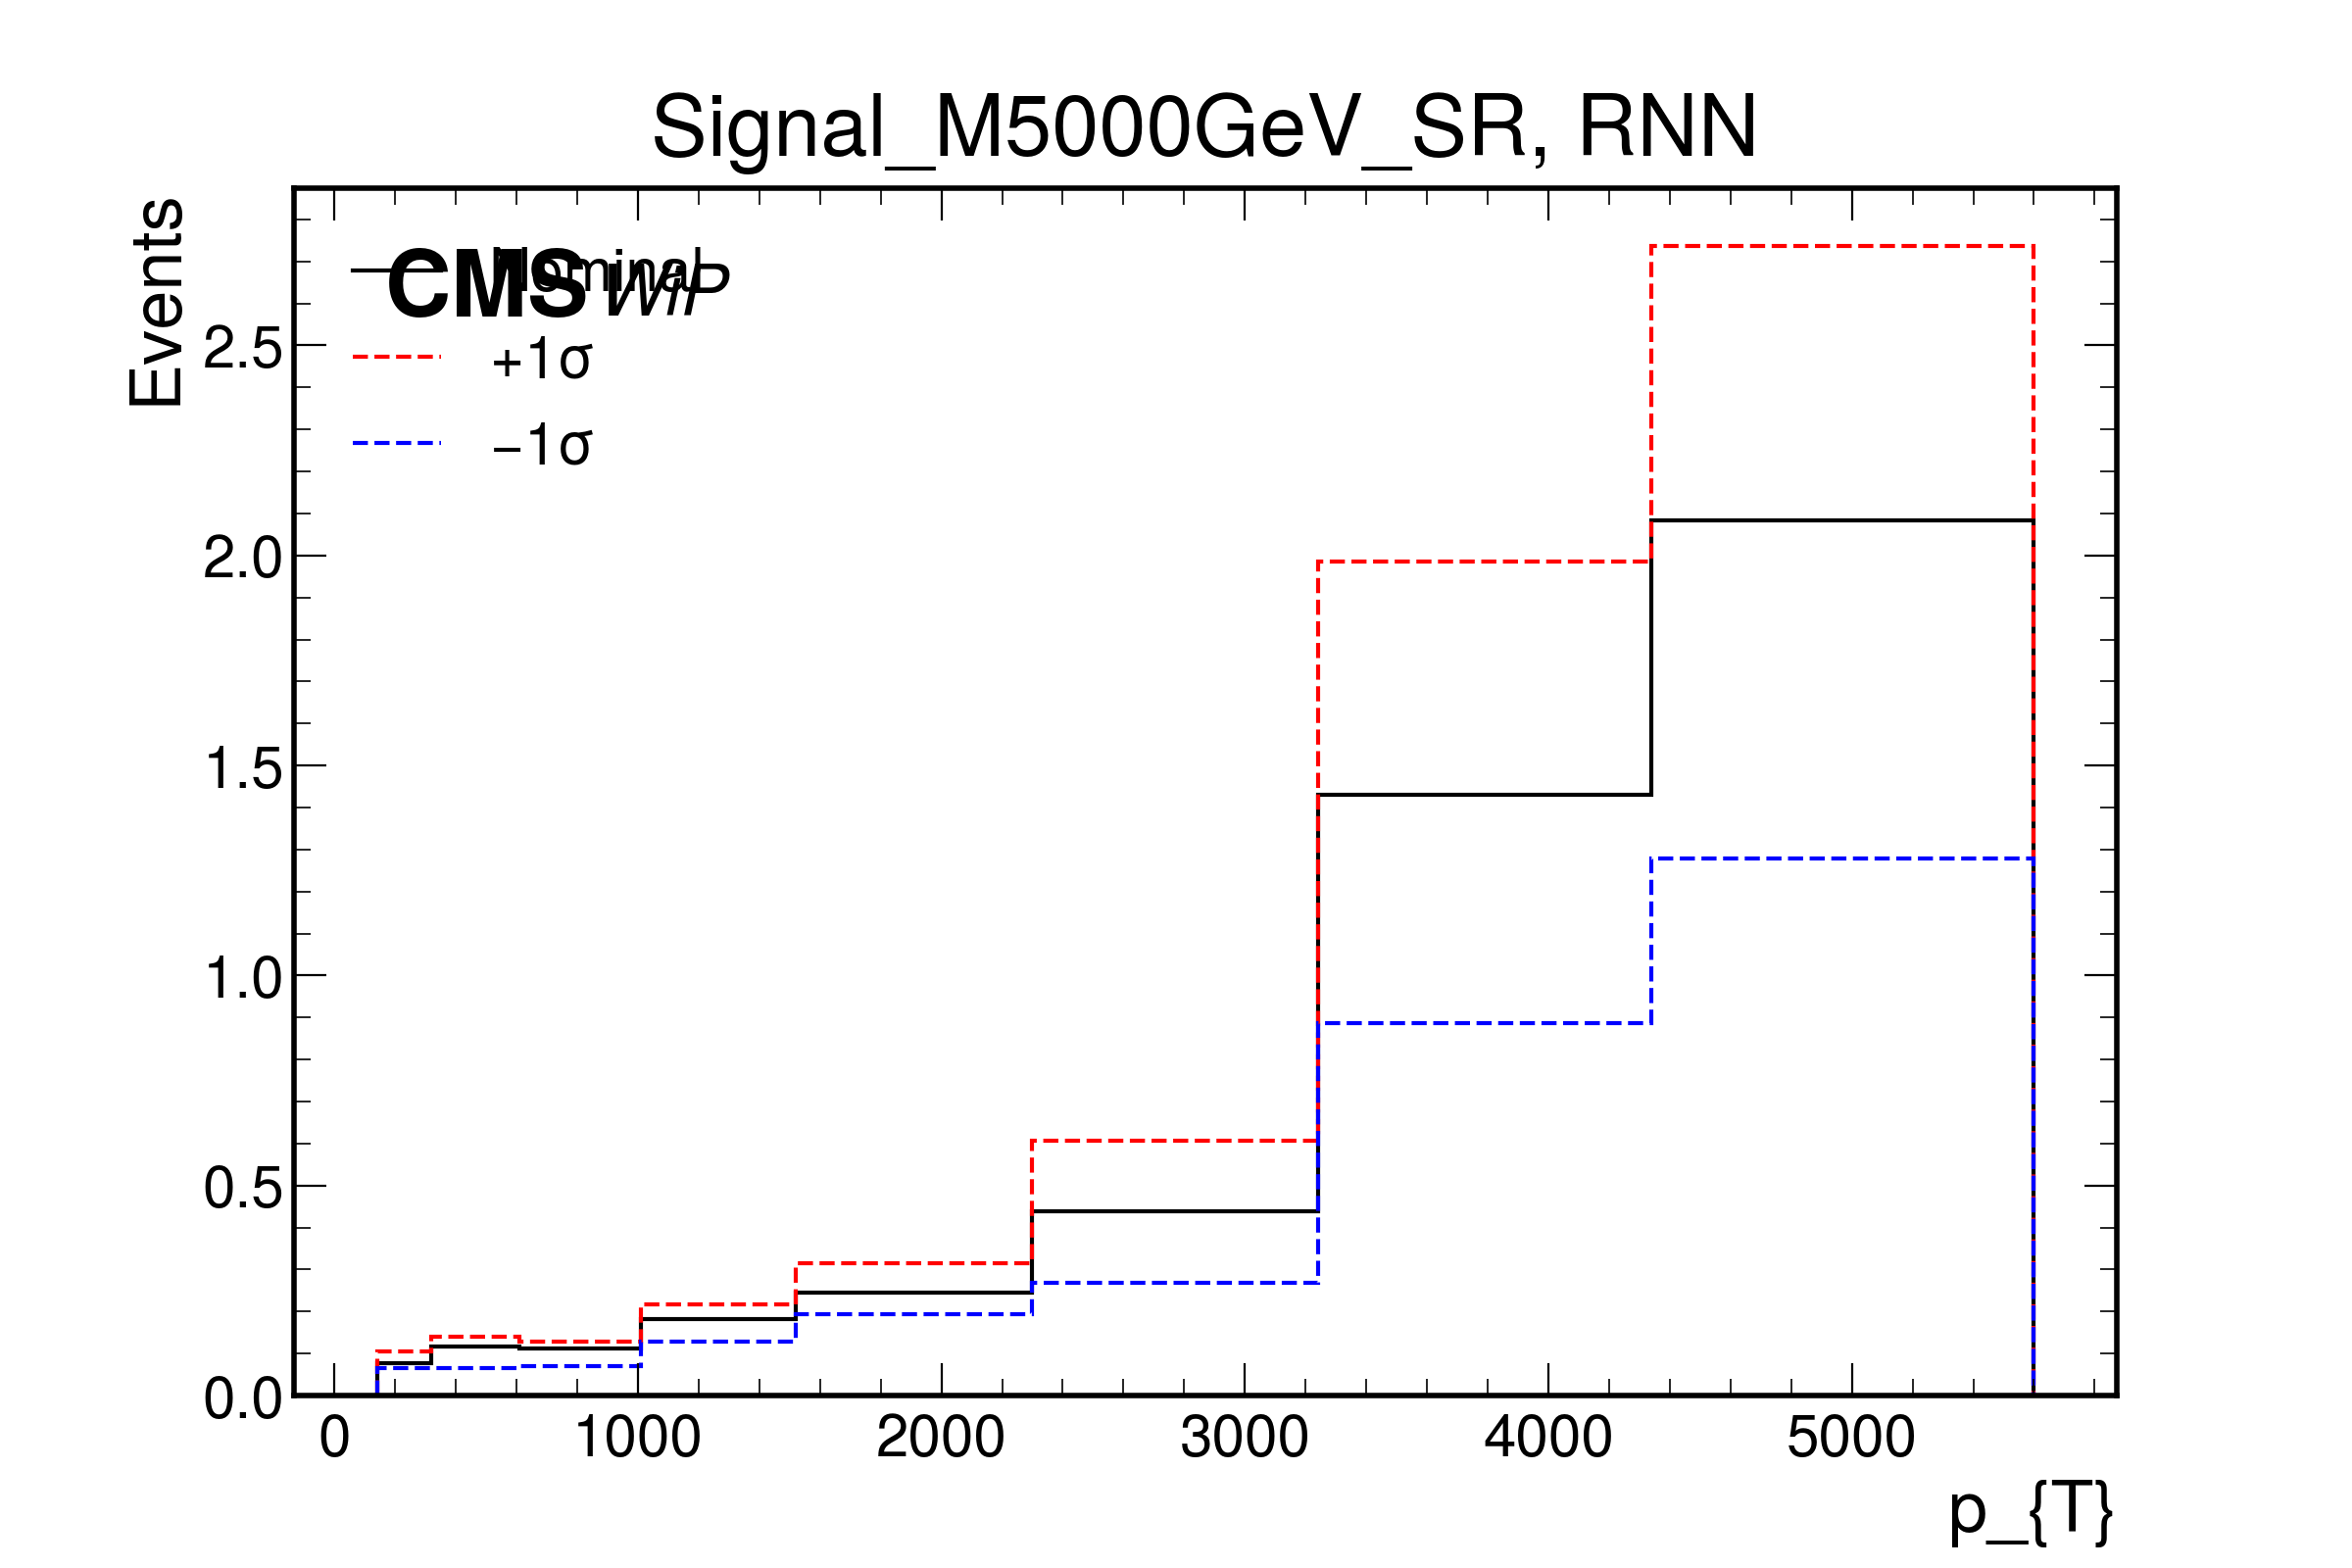 Signal_M5000GeV_SR, RNN
Events
CMS WiP
Nominal
+1σ
−1σ
2.5
2.0
1.5
1.0
0.5
0.0
0 1000 2000 3000 4000 5000
p_{T}